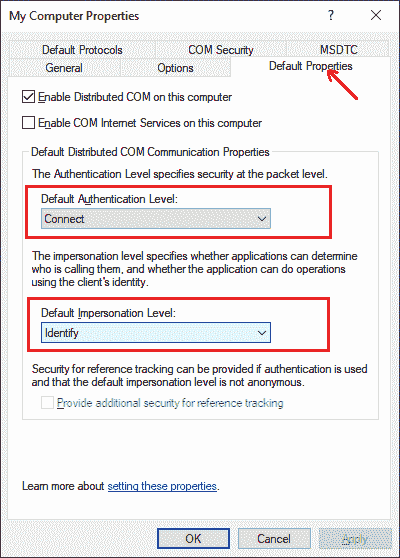 My Computer Properties
Default Protocols COM Security MSDTC
General Options Default Properties
Enable Distributed COM on this computer
Enable COM Internet Services on this computer
Default Distributed COM Communication Properties
The Authentication Level specifies security at the packet level.
Default Authentication Level:
Connect
The impersonation level specifies whether applications can determine
who is calling them, and whether the application can do operations
using the client's identity.
Default Impersonation Level:
Identify
Security for reference tracking can be provided if authentication is used
and that the default impersonation level is not anonymous.
Provide additional security for reference tracking
Learn more about setting these properties.
OK Cancel Apply